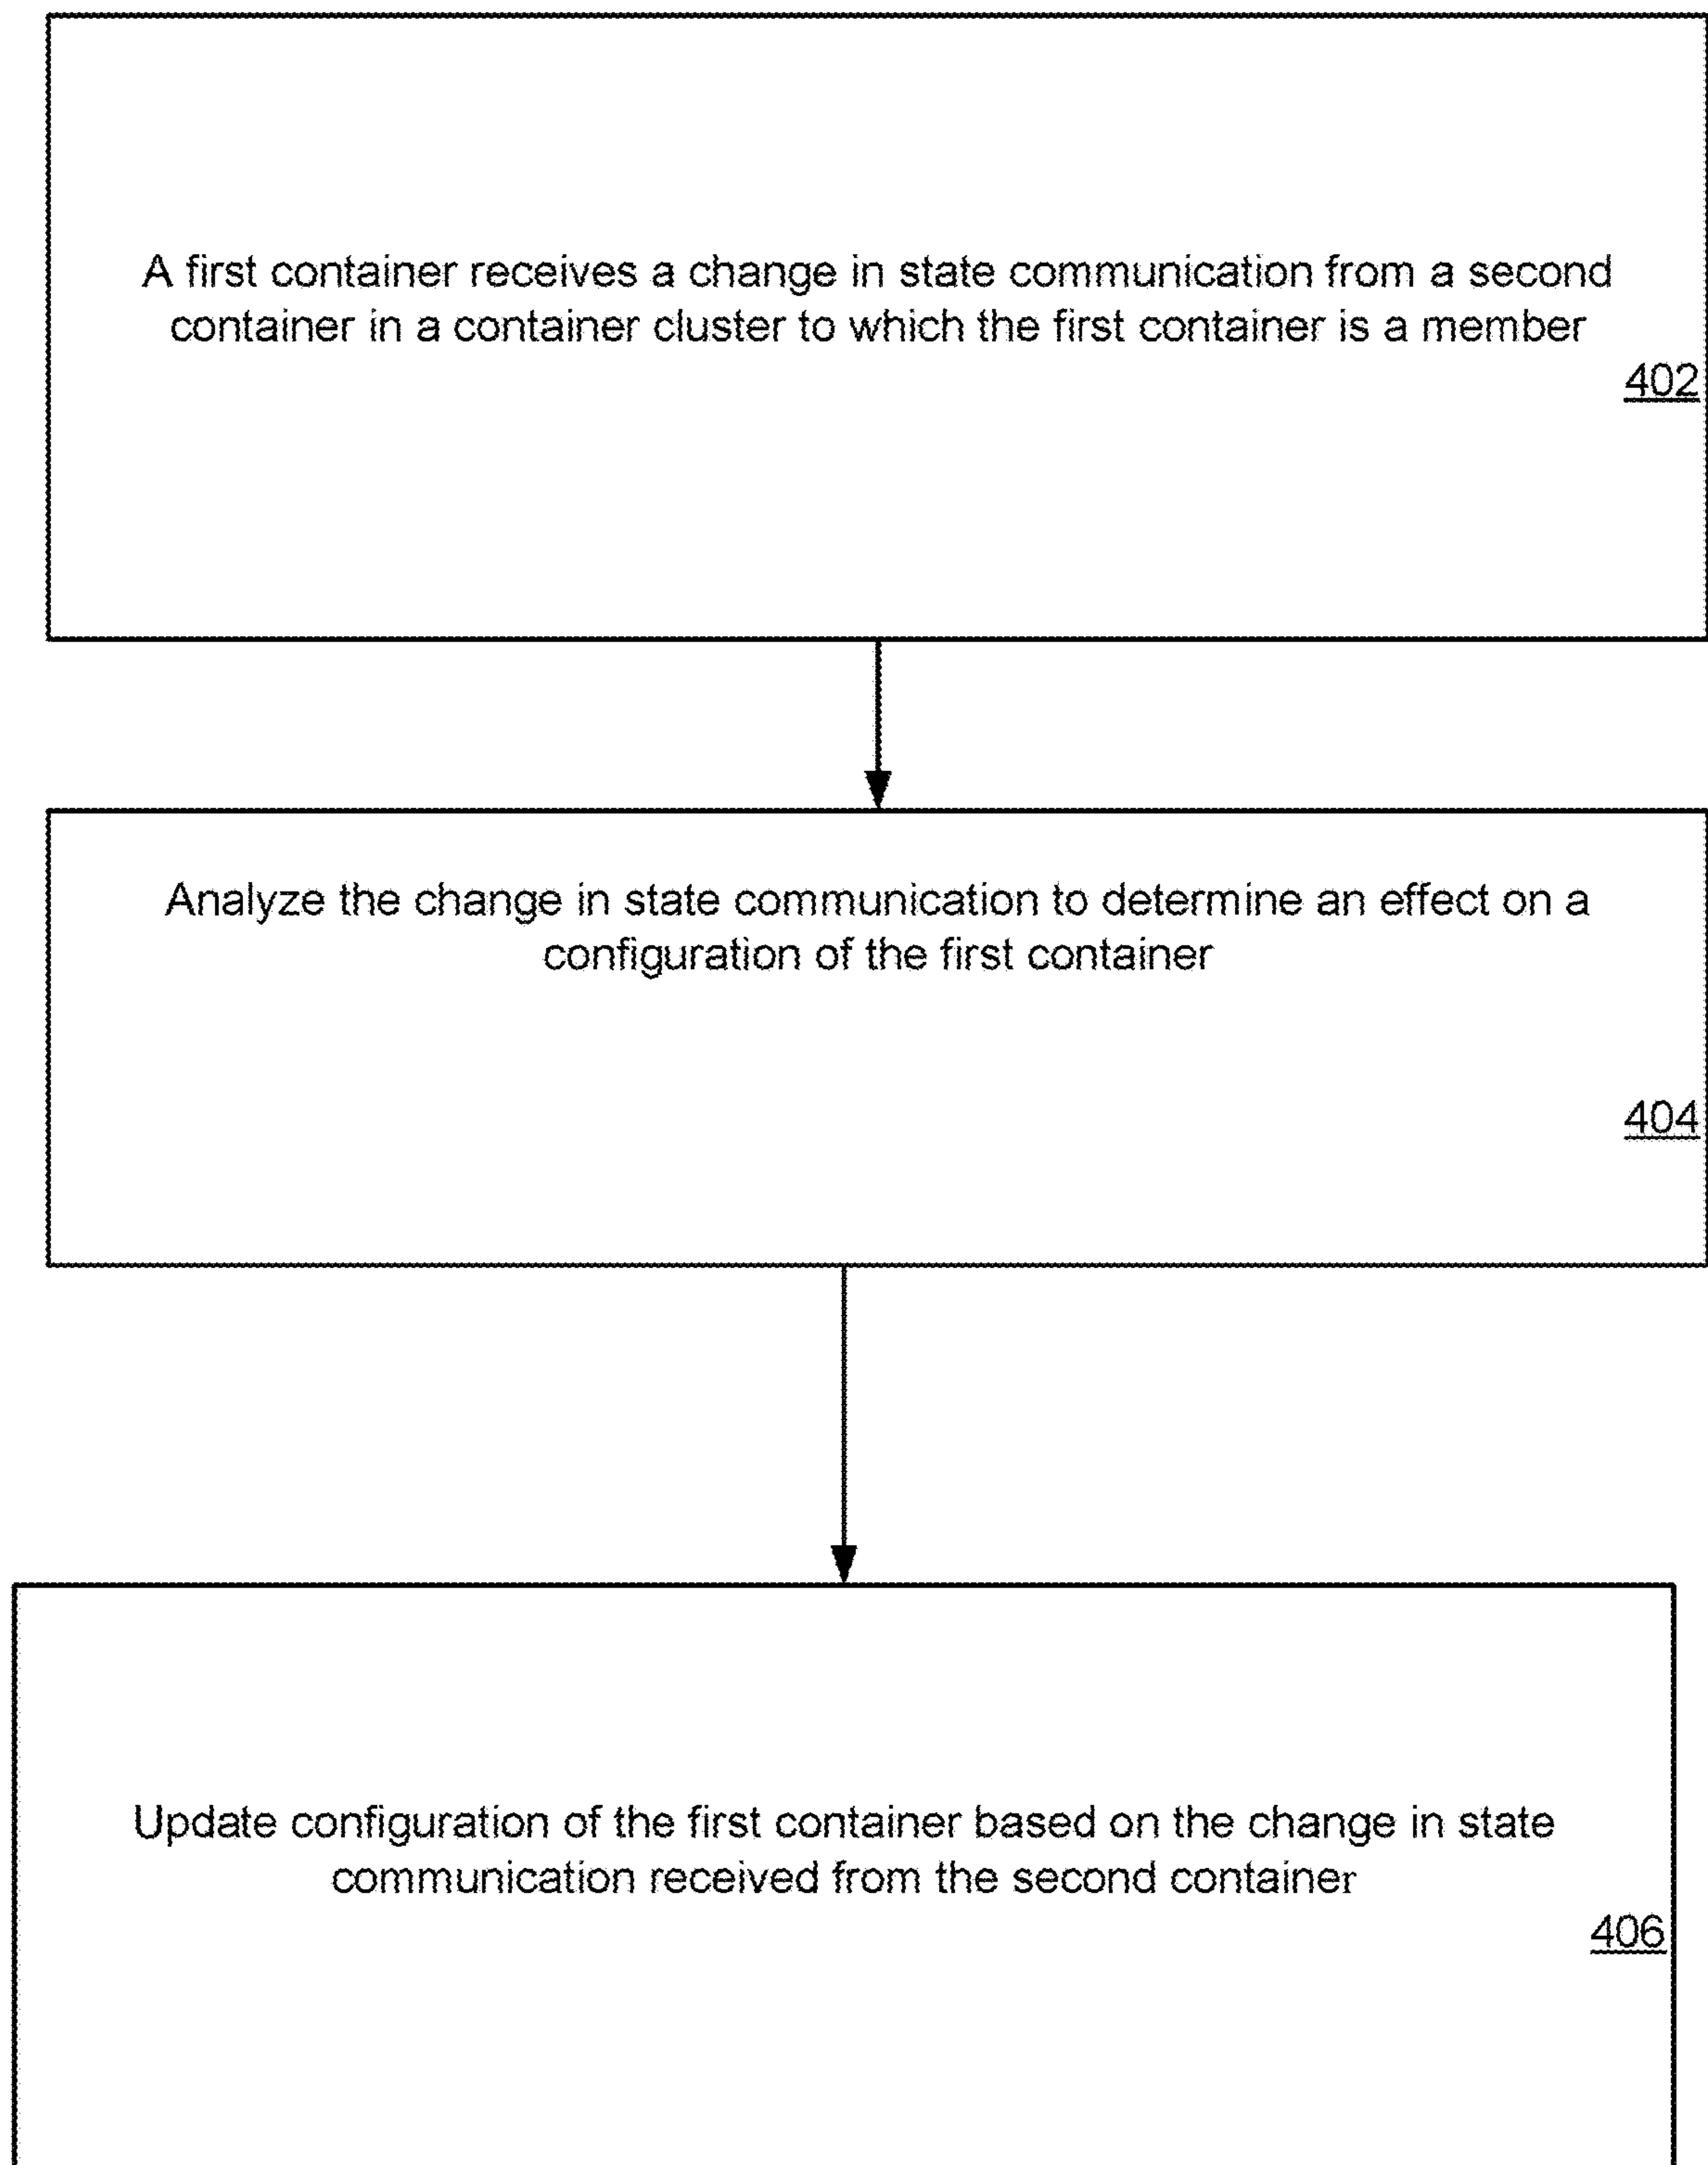 A first container receives a change in state communication from a second
container in a container cluster to which the first container is a member
402
Analyze the change in state communication to determine an effect on a
configuration of the first container
404
Update configuration of the first container based on the change in state
communication received from the second container
406